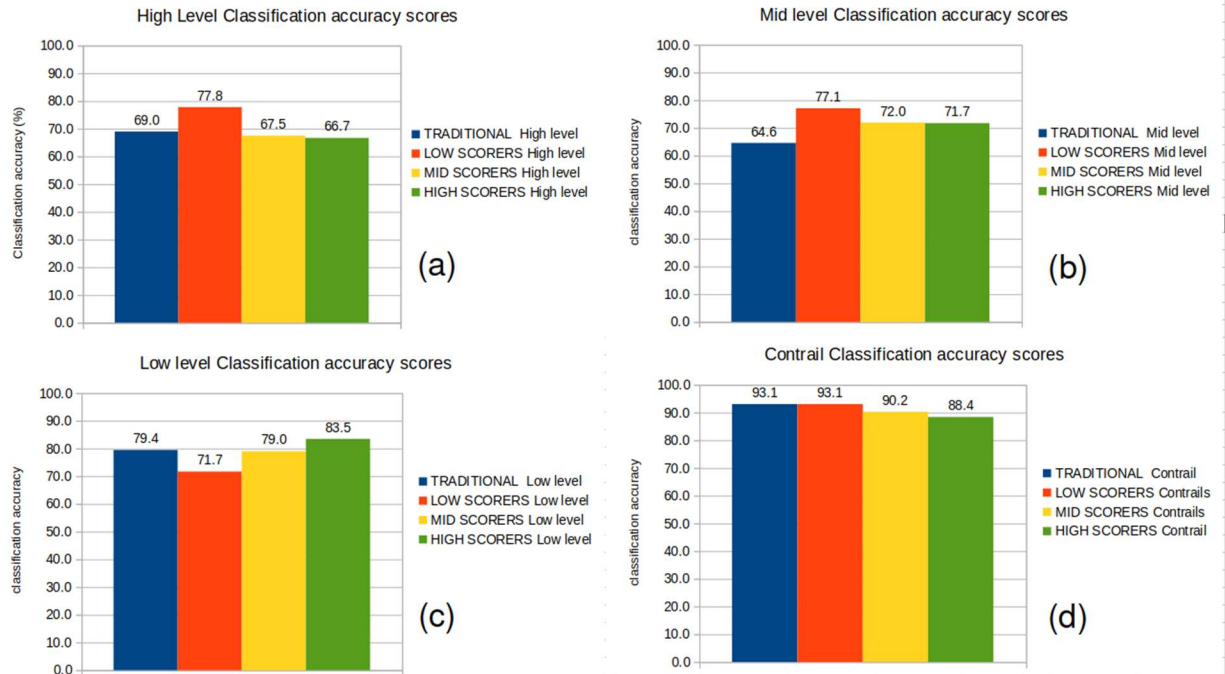 High Level Classification accuracy scores
Classification accuracy (%)
100.0
90.0
80.0
70.0
60.0
50.0
40.0
30.0
20.0
10.0
0.0
69.0
77.8
67.5
66.7
TRADITIONAL High level
LOW SCORERS High level
MID SCORERS High level
HIGH SCORERS High level
(a)
Mid level Classification accuracy scores
classification accuracy
100.0
90.0
80.0
70.0
60.0
50.0
40.0
30.0
20.0
10.0
0.0
64.6
77.1
72.0
71.7
TRADITIONAL Mid level
LOW SCORERS Mid level
MID SCORERS Mid level
HIGH SCORERS Mid level
(b)
Low level Classification accuracy scores
classification accuracy
100.0
90.0
80.0
70.0
60.0
50.0
40.0
30.0
20.0
10.0
0.0
79.4
71.7
79.0
83.5
TRADITIONAL Low level
LOW SCORERS Low level
MID SCORERS Low level
HIGH SCORERS Low level
(c)
Contrail Classification accuracy scores
classification accuracy
100.0
90.0
80.0
70.0
60.0
50.0
40.0
30.0
20.0
10.0
0.0
93.1
93.1
90.2
88.4
TRADITIONAL Contrail
LOW SCORERS Contrails
MID SCORERS Contrails
HIGH SCORERS Contrail
(d)